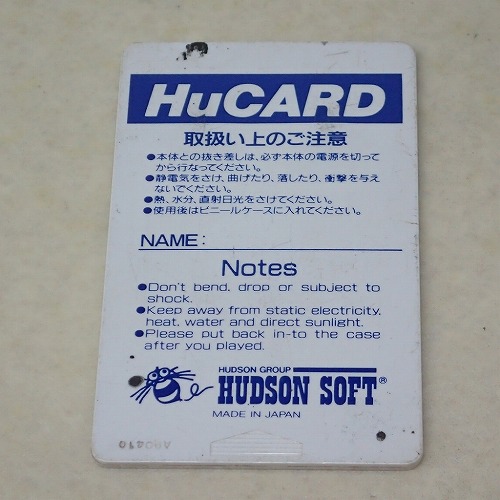 HuCARD
取扱い上のご注意
●本体との抜き差しは、必ず本体の電源を切って
から行なってください。
●静電気をさけ、曲げたり、落したり、衝撃を与え
ないでください。
●熱、水分、直射日光をさけてください。
●使用後はビニールケースに入れてください。
NAME:
Notes
●Don't bend, drop or subject to
shock.
●Keep away from static electricity,
heat, water and direct sunlight.
●Please put back in-to the case
after you played.
HUDSON GROUP
HUDSON SOFT®
MADE IN JAPAN